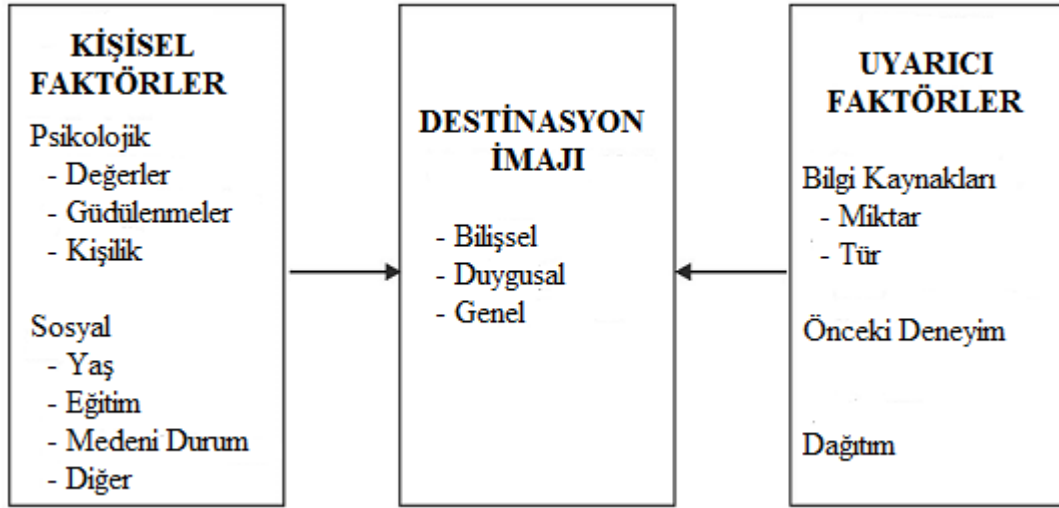 KİŞİSEL
FAKTÖRLER
Psikolojik
- Değerler
- Güdülenmeler
- Kişilik
Sosyal
- Yaş
- Eğitim
- Medeni Durum
- Diğer
DESTİNASYON
İMAJI
- Bilişsel
- Duygusal
- Genel
UYARICI
FAKTÖRLER
Bilgi Kaynakları
- Miktar
- Tür
Önceki Deneyim
Dağıtım